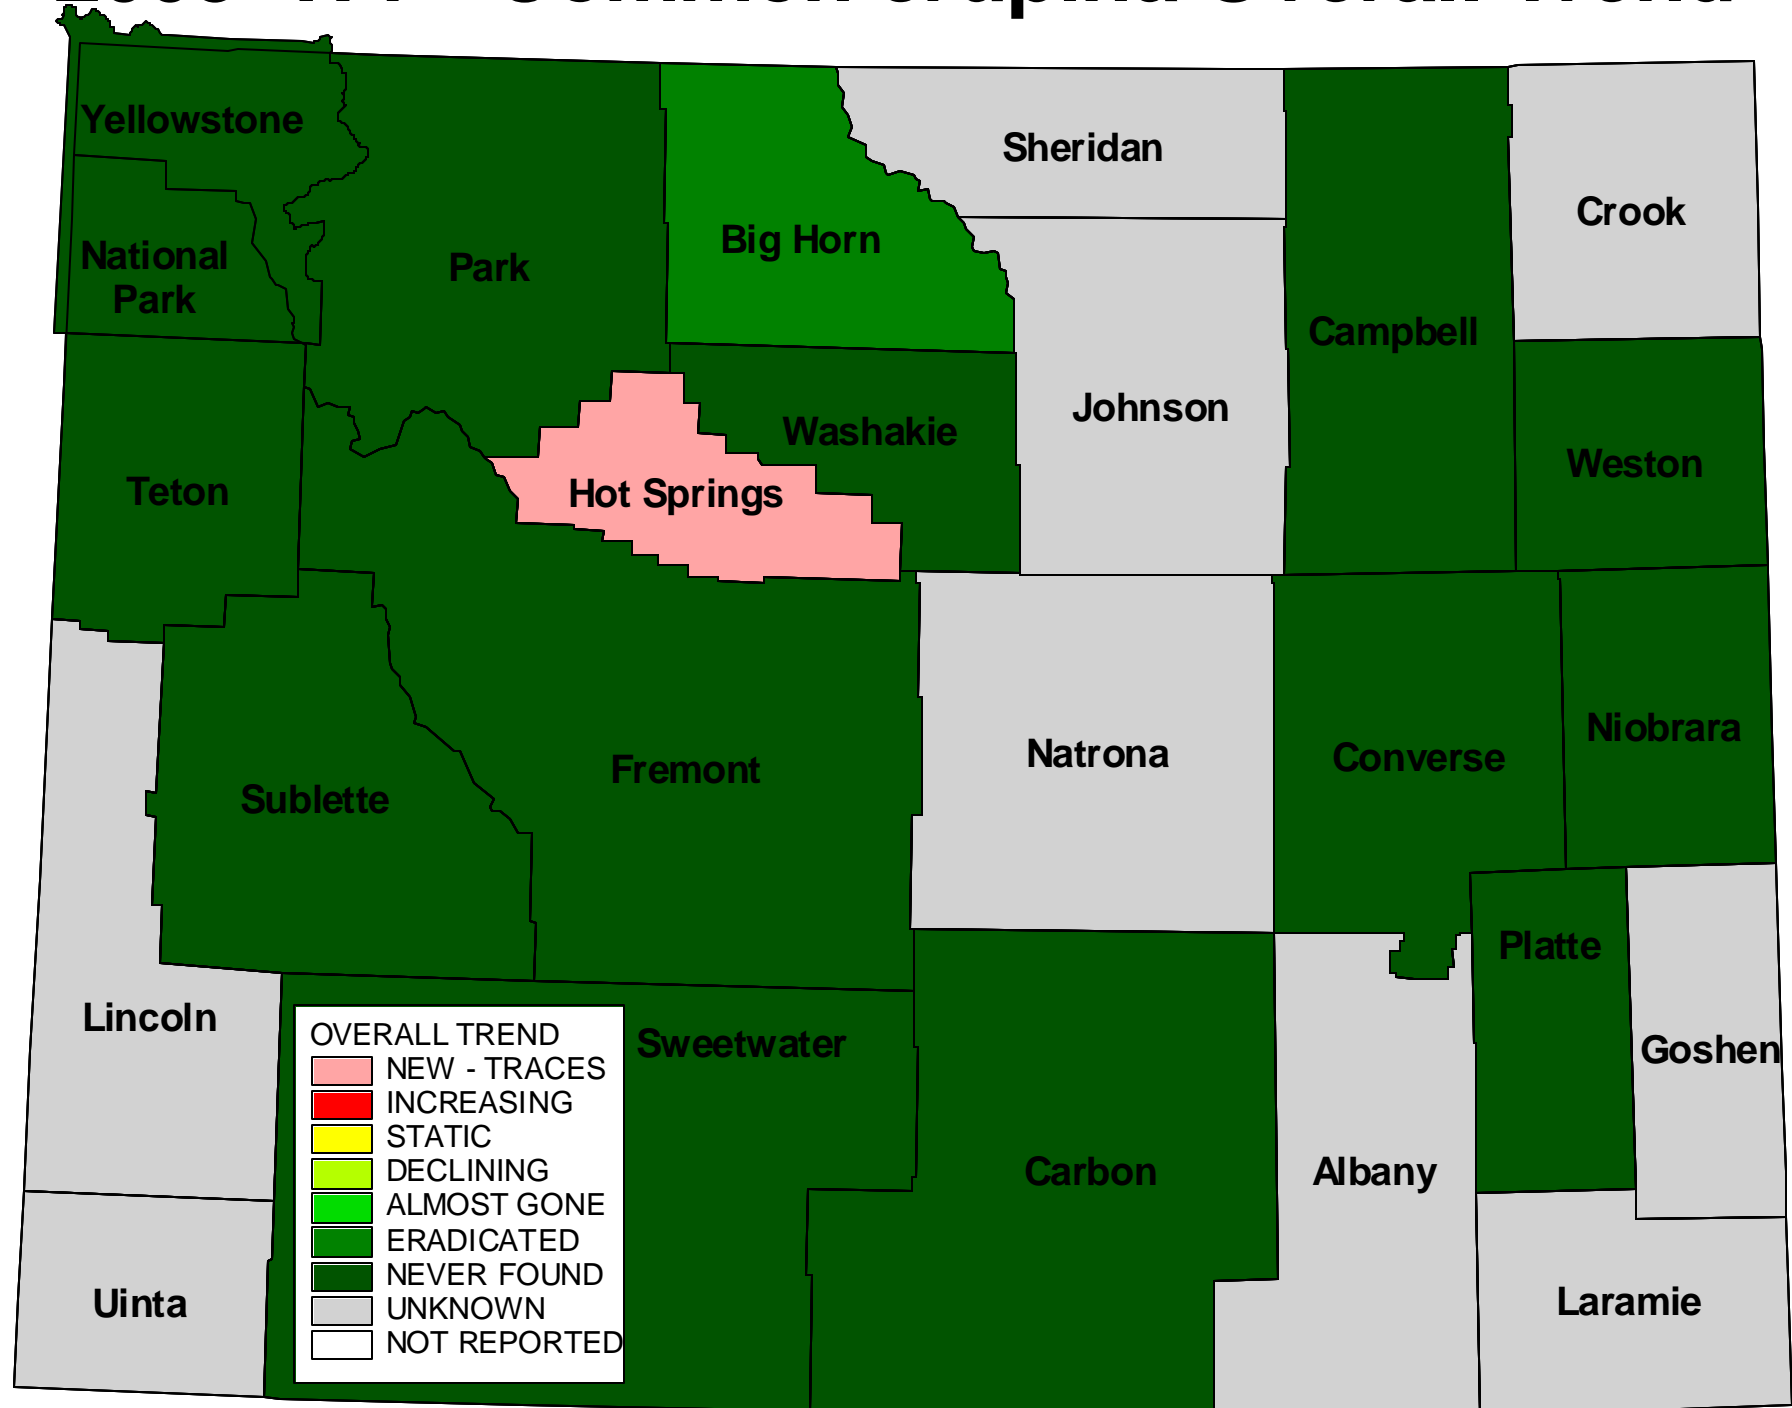 Yellowstone
Sheridan
Crook
Big Horn
National
Park
Park
Campbell
Johnson
Washakie
Weston
Teton
Hot Springs
Niobrara
Natrona
Converse
Fremont
Sublette
Platte
Lincoln
Sweetwater
Goshen
Carbon
Albany
Uinta
Laramie
OVERALL TREND
NEW - TRACES
INCREASING
STATIC
DECLINING
ALMOST GONE
ERADICATED
NEVER FOUND
UNKNOWN
NOT REPORTED